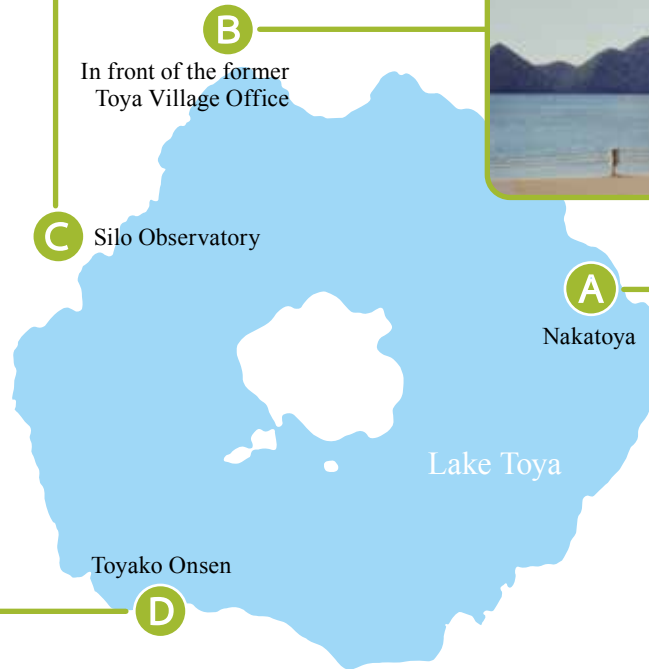 B
In front of the former
Toya Village Office
C
Silo Observatory
A
Nakatoya
Lake Toya
Toyako Onsen
D